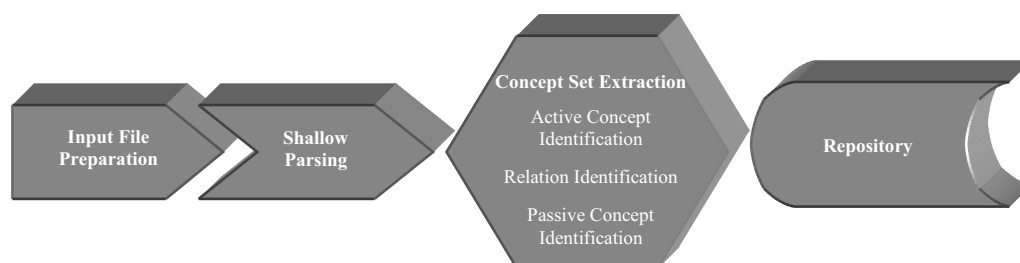 Input File
Preparation
Shallow
Parsing
Concept Set Extraction
Active Concept
Identification
Relation Identification
Passive Concept
Identification
Repository